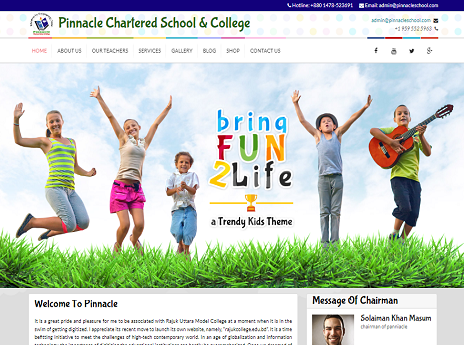 Hotline: +880 1478-523691 Email: admin@pinnacleschool.com
Pinnacle Chartered School & College
admin@pinnacleschool.com
+1 959 552 5963
HOME ABOUT US OUR TEACHERS SERVICES GALLERY BLOG SHOP CONTACT US
bring
FUN
2Life
a Trendy Kids Theme
Welcome To Pinnacle
It is a great pride and pleasure for me to be associated with Rajuk Uttara Model College at a moment when it is in the
swim of getting digitized. I appreciate its recent move to launch its own website, namely, "rajukcollege.edu.bd". It is a time
befitting initiative to meet the challenges of high-tech contemporary world. In an age of globalization and information
Message Of Chairman
Solaiman Khan Masum
chairman of panniacle